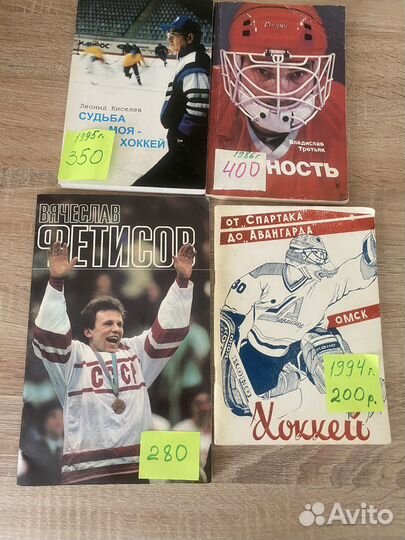 Леонид Киселев
СУДЬБА
МОЯ -
ХОККЕЙ
1995г.
350
Владислав
Третьяк
НОСТЬ
1986г
400
ВЯЧЕСЛАВ
ФЕТИСОВ
СССР
280
ОТ „СПАРТАКА
ДО „АВАНГАРДА
ОМСК
30
Хоккей
1994 г.
200р.
Avito